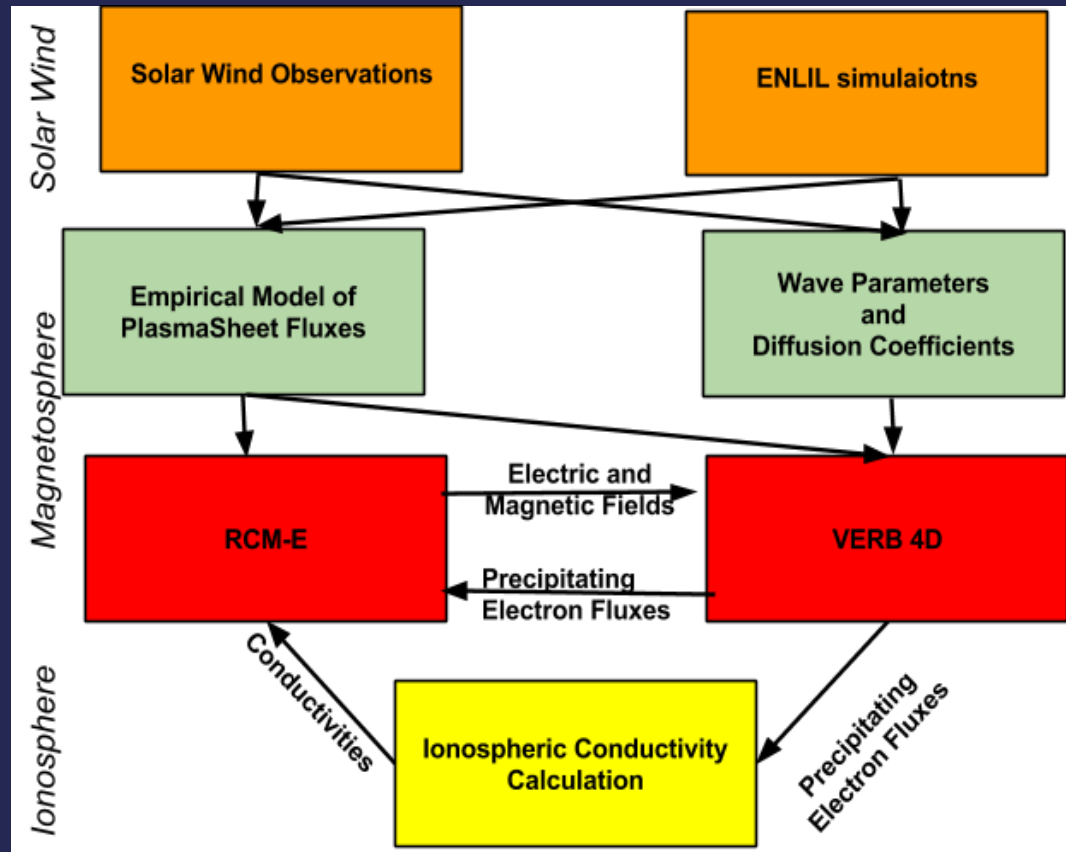 Solar Wind
Solar Wind Observations
ENLIL simulaiotns
Magnetosphere
Empirical Model of
PlasmaSheet Fluxes
Wave Parameters
and
Diffusion Coefficients
RCM-E
Electric and
Magnetic Fields
VERB 4D
Precipitating
Electron Fluxes
Ionosphere
Conductivities
Ionospheric Conductivity
Calculation
Precipitating
Electron Fluxes